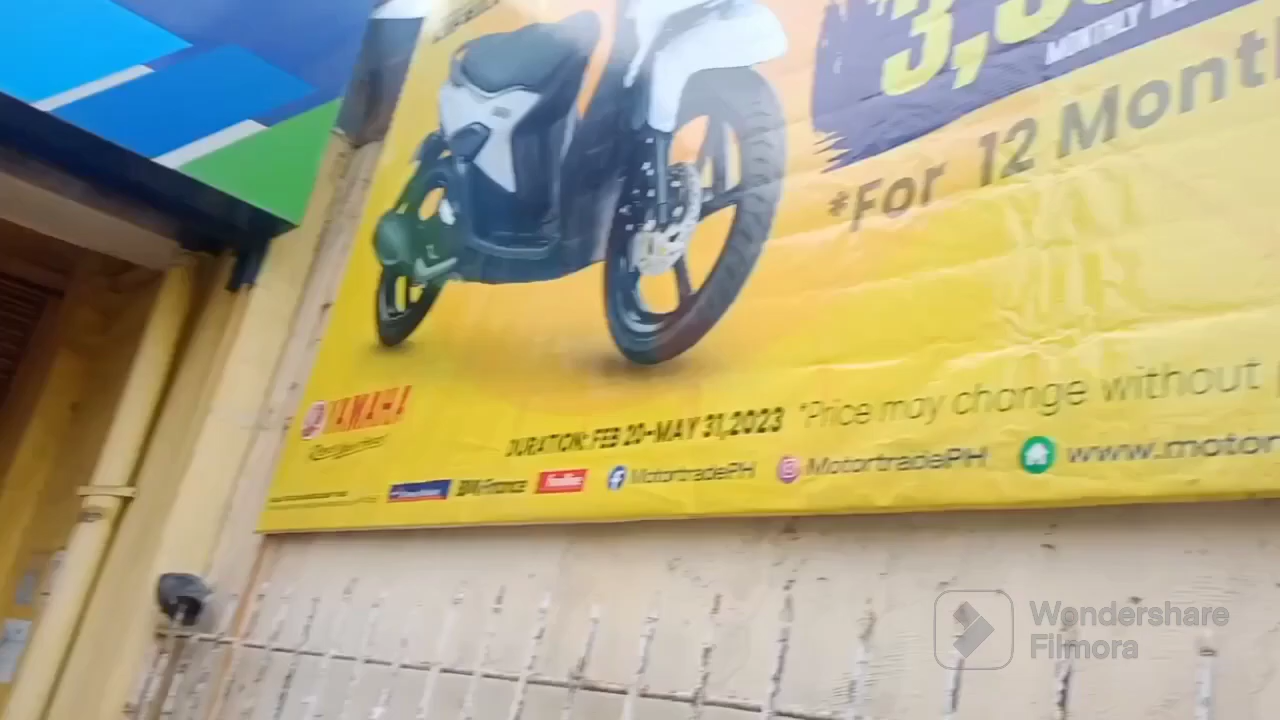 3,
MONTHLY
*For 12 Month
YAMAHA
DURATION: FEB 20-MAY 31, 2023 *Price may change without
MotortradePH MotortradePH www.motor
Wondershare
Filmora